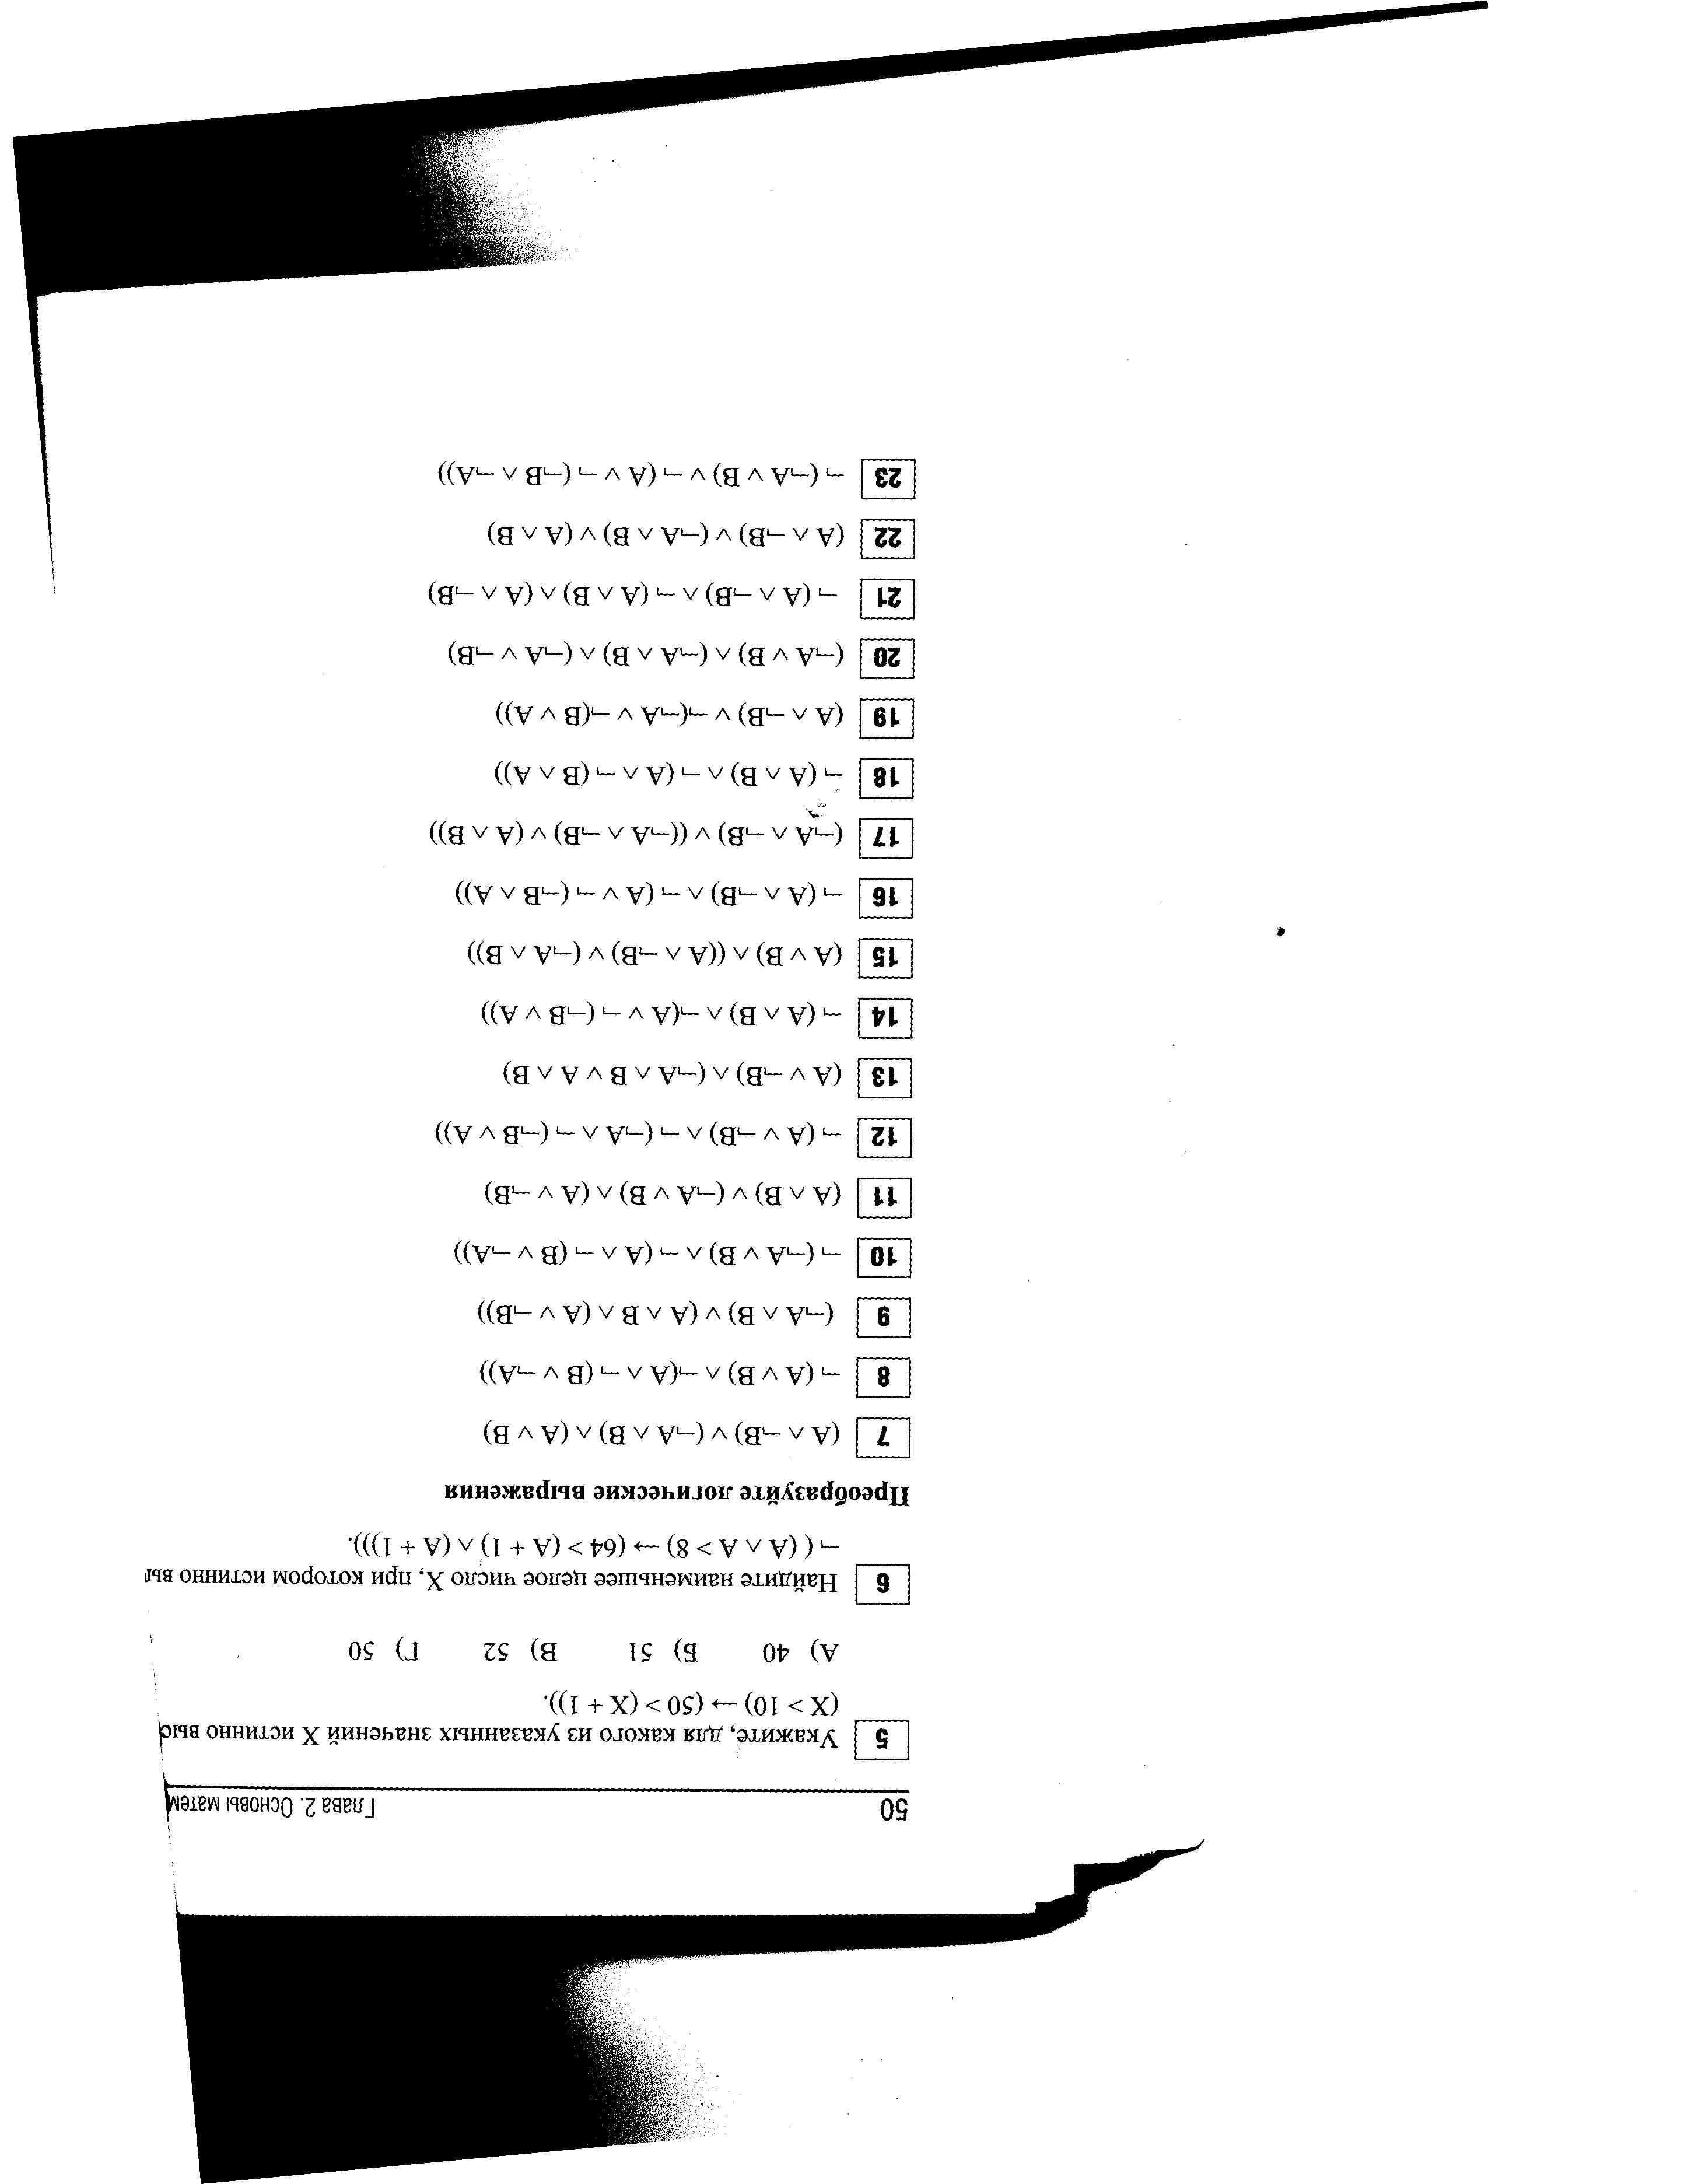 50 Глава 2. Основы матем
5 Укажите, для какого из указанных значений X истинно выс
(X > 10) → (50 > (X + 1)).
А) 40 Б) 51 В) 52 Г) 50
6 Найдите наименьшее целое число X, при котором истинно вы
¬ ( (A ∧ A > 8) → (64 > (A + 1) ∧ (A + 1))).
Преобразуйте логические выражения
7 (A ∧ ¬B) ∨ (¬A ∧ B) ∧ (A ∨ B)
8 ¬ (A ∨ B) ∧ ¬(A ∧ ¬ (B ∨ ¬A))
9 (¬A ∧ B) ∨ (A ∧ B ∧ (A ∨ ¬B))
10 ¬ (¬A ∨ B) ∧ ¬ (A ∧ ¬ (B ∨ ¬A))
11 (A ∧ B) ∨ (¬A ∨ B) ∧ (A ∨ ¬B)
12 ¬ (A ∨ ¬B) ∧ ¬ (¬A ∧ ¬ (¬B ∨ A))
13 (A ∨ ¬B) ∧ (¬A ∧ B ∨ A ∧ B)
14 ¬ (A ∧ B) ∧ ¬(A ∨ ¬ (¬B ∨ A))
15 (A ∨ B) ∧ ((A ∧ ¬B) ∨ (¬A ∧ B))
16 ¬ (A ∧ ¬B) ∧ ¬ (A ∨ ¬ (¬B ∧ A))
17 (¬A ∧ ¬B) ∨ ((¬A ∧ ¬B) ∨ (A ∧ B))
18 ¬ (A ∧ B) ∧ ¬ (A ∧ ¬ (B ∧ A))
19 (A ∧ ¬B) ∨ ¬(¬A ∨ ¬(B ∨ A))
20 (¬A ∨ B) ∧ (¬A ∧ B) ∧ (¬A ∨ ¬B)
21 ¬ (A ∧ ¬B) ∧ ¬ (A ∧ B) ∧ (A ∧ ¬B)
22 (A ∧ ¬B) ∨ (¬A ∧ B) ∨ (A ∧ B)
23 ¬ (¬A ∨ B) ∨ ¬ (A ∨ ¬ (¬B ∧ ¬A))